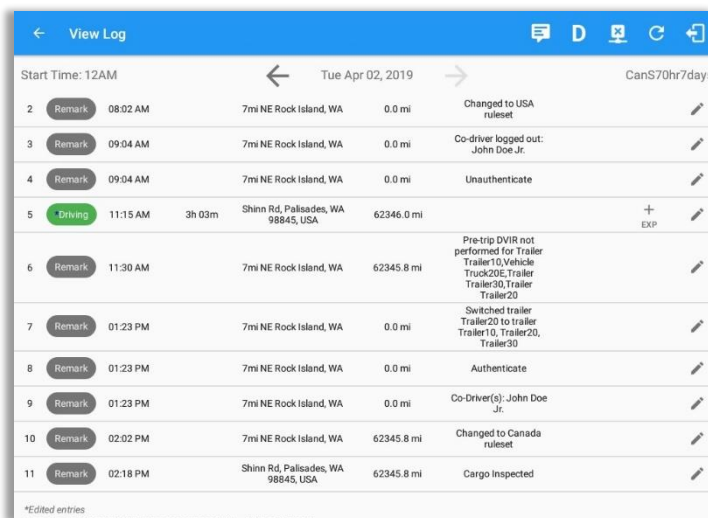 View Log D
Start Time: 12AM Tue Apr 02, 2019 CanS70hr7day
2 Remark 08:02 AM 7mi NE Rock Island, WA 0.0 mi Changed to USA
ruleset
3 Remark 09:04 AM 7mi NE Rock Island, WA 0.0 mi Co-driver logged out:
John Doe Jr.
4 Remark 09:04 AM 7mi NE Rock Island, WA 0.0 mi Unauthenticate
5 *Driving 11:15 AM 3h 03m Shinn Rd, Palisades, WA
98845, USA 62346.0 mi + EXP
6 Remark 11:30 AM 7mi NE Rock Island, WA 62345.8 mi Pre-trip DVIR not
performed for Trailer
Trailer10,Vehicle
Truck20E,Trailer
Trailer30,Trailer
Trailer20
7 Remark 01:23 PM 7mi NE Rock Island, WA 0.0 mi Switched trailer
Trailer20 to trailer
Trailer10, Trailer20,
Trailer30
8 Remark 01:23 PM 7mi NE Rock Island, WA 0.0 mi Authenticate
9 Remark 01:23 PM 7mi NE Rock Island, WA 0.0 mi Co-Driver(s): John Doe
Jr.
10 Remark 02:02 PM 7mi NE Rock Island, WA 62345.8 mi Changed to Canada
ruleset
11 Remark 02:18 PM Shinn Rd, Palisades, WA
98845, USA 62345.8 mi Cargo Inspected
*Edited entries